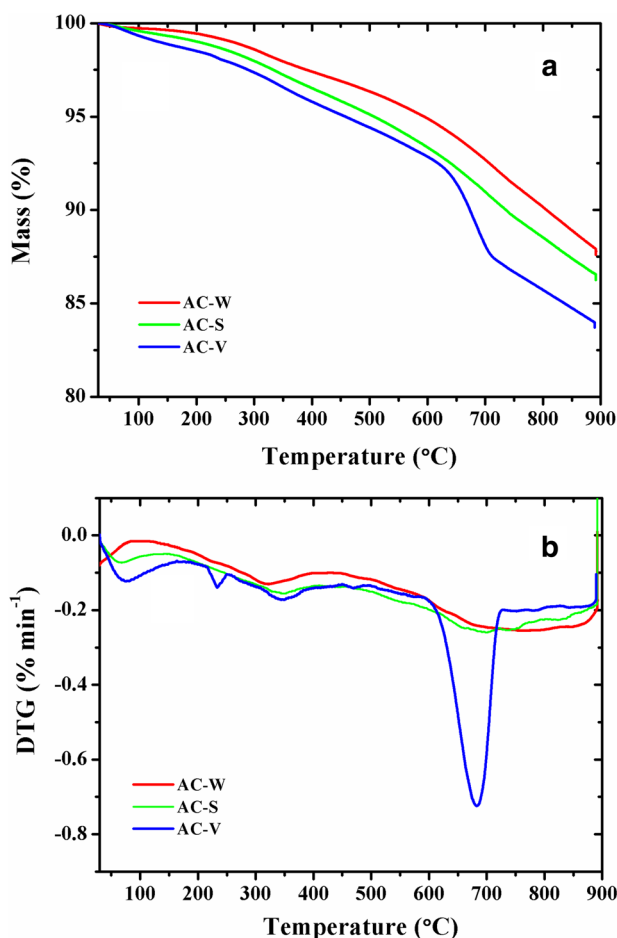 100
95
90
85
80
Mass (%)
a
AC-W
AC-S
AC-V
100 200 300 400 500 600 700 800 900
Temperature (°C)
0.0
-0.2
-0.4
-0.6
-0.8
DTG (% min⁻¹)
b
AC-W
AC-S
AC-V
100 200 300 400 500 600 700 800 900
Temperature (°C)